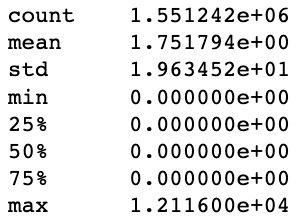 count 1.551242e+06
mean 1.751794e+00
std 1.963452e+01
min 0.000000e+00
25% 0.000000e+00
50% 0.000000e+00
75% 0.000000e+00
max 1.211600e+04